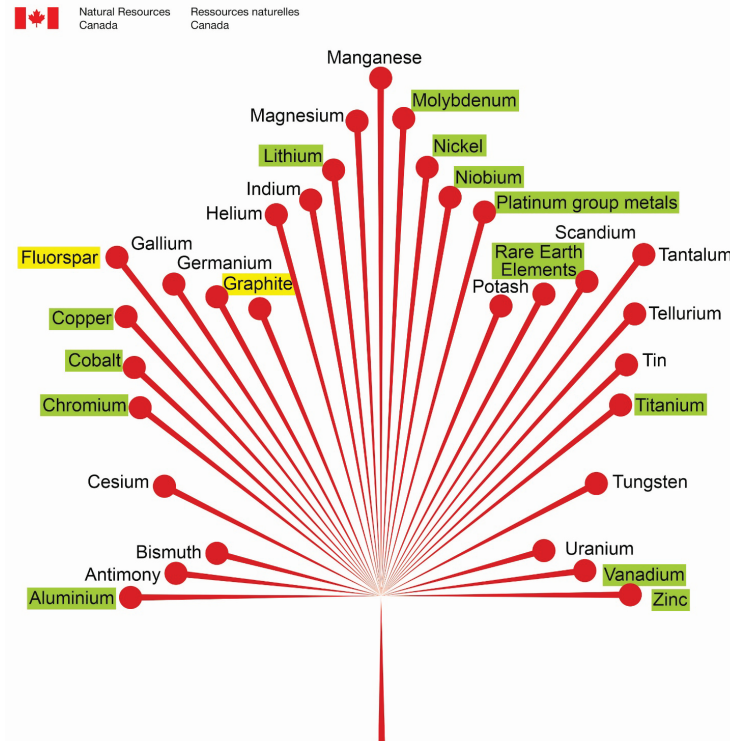 Natural Resources Canada
Ressources naturelles Canada
Manganese
Molybdenum
Magnesium
Nickel
Lithium
Niobium
Indium
Platinum group metals
Helium
Scandium
Gallium
Fluorspar
Germanium
Rare Earth
Elements
Tantalum
Graphite
Potash
Copper
Tellurium
Cobalt
Tin
Chromium
Titanium
Cesium
Tungsten
Bismuth
Uranium
Antimony
Vanadium
Aluminium
Zinc